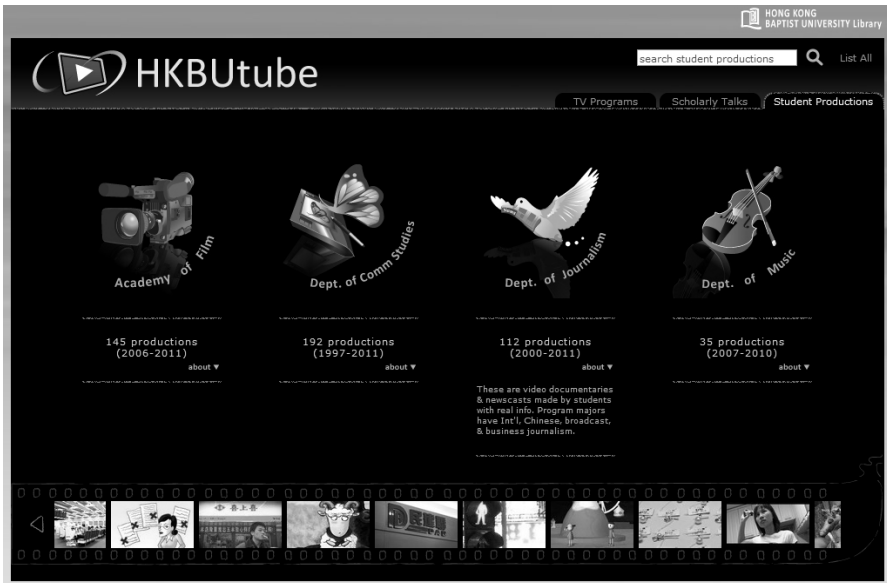 HONG KONG
BAPTIST UNIVERSITY Library
HKBUtube
search student productions
List All
TV Programs
Scholarly Talks
Student Productions
Academy of Film
Dept. of Comm Studies
Dept. of Journalism
Dept. of Music
145 productions
(2006-2011)
about ▼
192 productions
(1997-2011)
about ▼
112 productions
(2000-2011)
about ▼
These are video documentaries
& newscasts made by students
with real info. Program majors
have Int'l, Chinese, broadcast,
& business journalism.
35 productions
(2007-2010)
about ▼